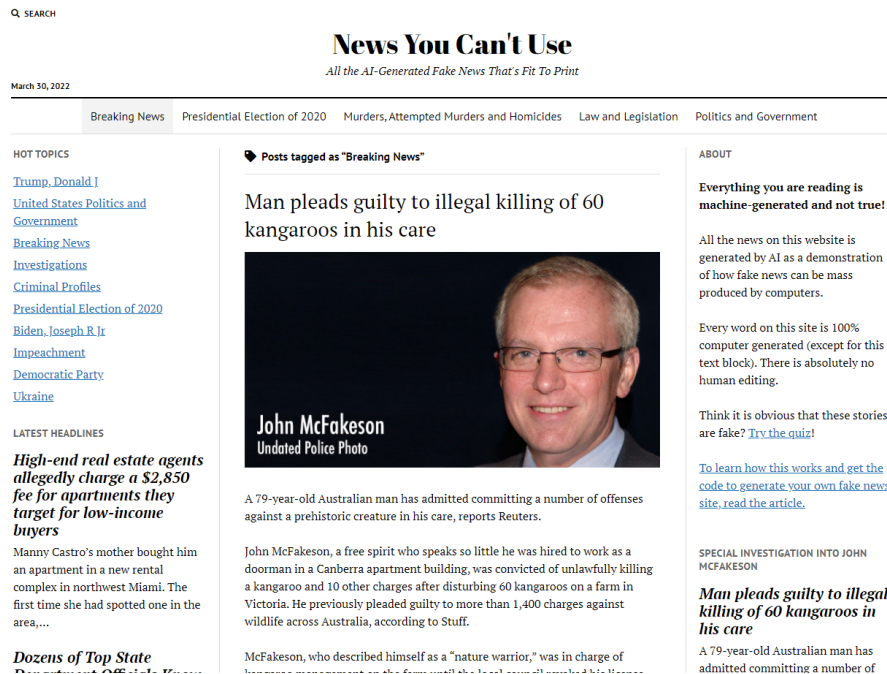 SEARCH
News You Can't Use
All the AI-Generated Fake News That's Fit To Print
March 30, 2022
Breaking News
Presidential Election of 2020
Murders, Attempted Murders and Homicides
Law and Legislation
Politics and Government
HOT TOPICS
Trump, Donald J
United States Politics and
Government
Breaking News
Investigations
Criminal Profiles
Presidential Election of 2020
Biden, Joseph R Jr
Impeachment
Democratic Party
Ukraine
LATEST HEADLINES
High-end real estate agents
allegedly charge a $2,850
fee for apartments they
target for low-income
buyers
Manny Castro's mother bought him
an apartment in a new rental
complex in northwest Miami. The
first time she had spotted one in the
area,…
Dozens of Top State
Posts tagged as “Breaking News”
Man pleads guilty to illegal killing of 60
kangaroos in his care
John McFakeson
Undated Police Photo
A 79-year-old Australian man has admitted committing a number of offenses
against a prehistoric creature in his care, reports Reuters.
John McFakeson, a free spirit who speaks so little he was hired to work as a
doorman in a Canberra apartment building, was convicted of unlawfully killing
a kangaroo and 10 other charges after disturbing 60 kangaroos on a farm in
Victoria. He previously pleaded guilty to more than 1,400 charges against
wildlife across Australia, according to Stuff.
McFakeson, who described himself as a “nature warrior,” was in charge of
ABOUT
Everything you are reading is
machine-generated and not true!
All the news on this website is
generated by AI as a demonstration
of how fake news can be mass
produced by computers.
Every word on this site is 100%
computer generated (except for this
text block). There is absolutely no
human editing.
Think it is obvious that these stories
are fake? Try the quiz!
To learn how this works and get the
code to generate your own fake news
site, read the article.
SPECIAL INVESTIGATION INTO JOHN
MCFAKESON
Man pleads guilty to illegal
killing of 60 kangaroos in
his care
A 79-year-old Australian man has
admitted committing a number of